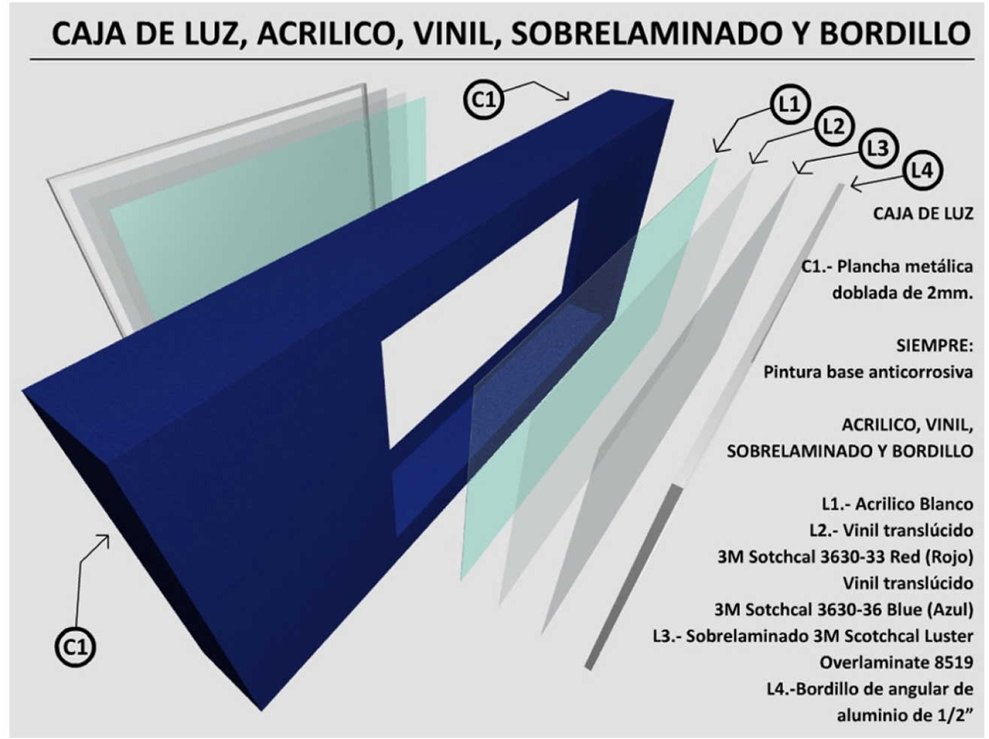 CAJA DE LUZ, ACRILICO, VINIL, SOBRELAMINADO Y BORDILLO
C1
L1
L2
L3
L4
CAJA DE LUZ
C1.- Plancha metálica
doblada de 2mm.
SIEMPRE:
Pintura base anticorrosiva
ACRILICO, VINIL,
SOBRELAMINADO Y BORDILLO
L1.- Acrilico Blanco
L2.- Vinil translúcido
3M Sotchcal 3630-33 Red (Rojo)
Vinil translúcido
3M Sotchcal 3630-36 Blue (Azul)
L3.- Sobrelaminado 3M Scotchcal Luster
Overlaminate 8519
L4.-Bordillo de angular de
aluminio de 1/2”
C1